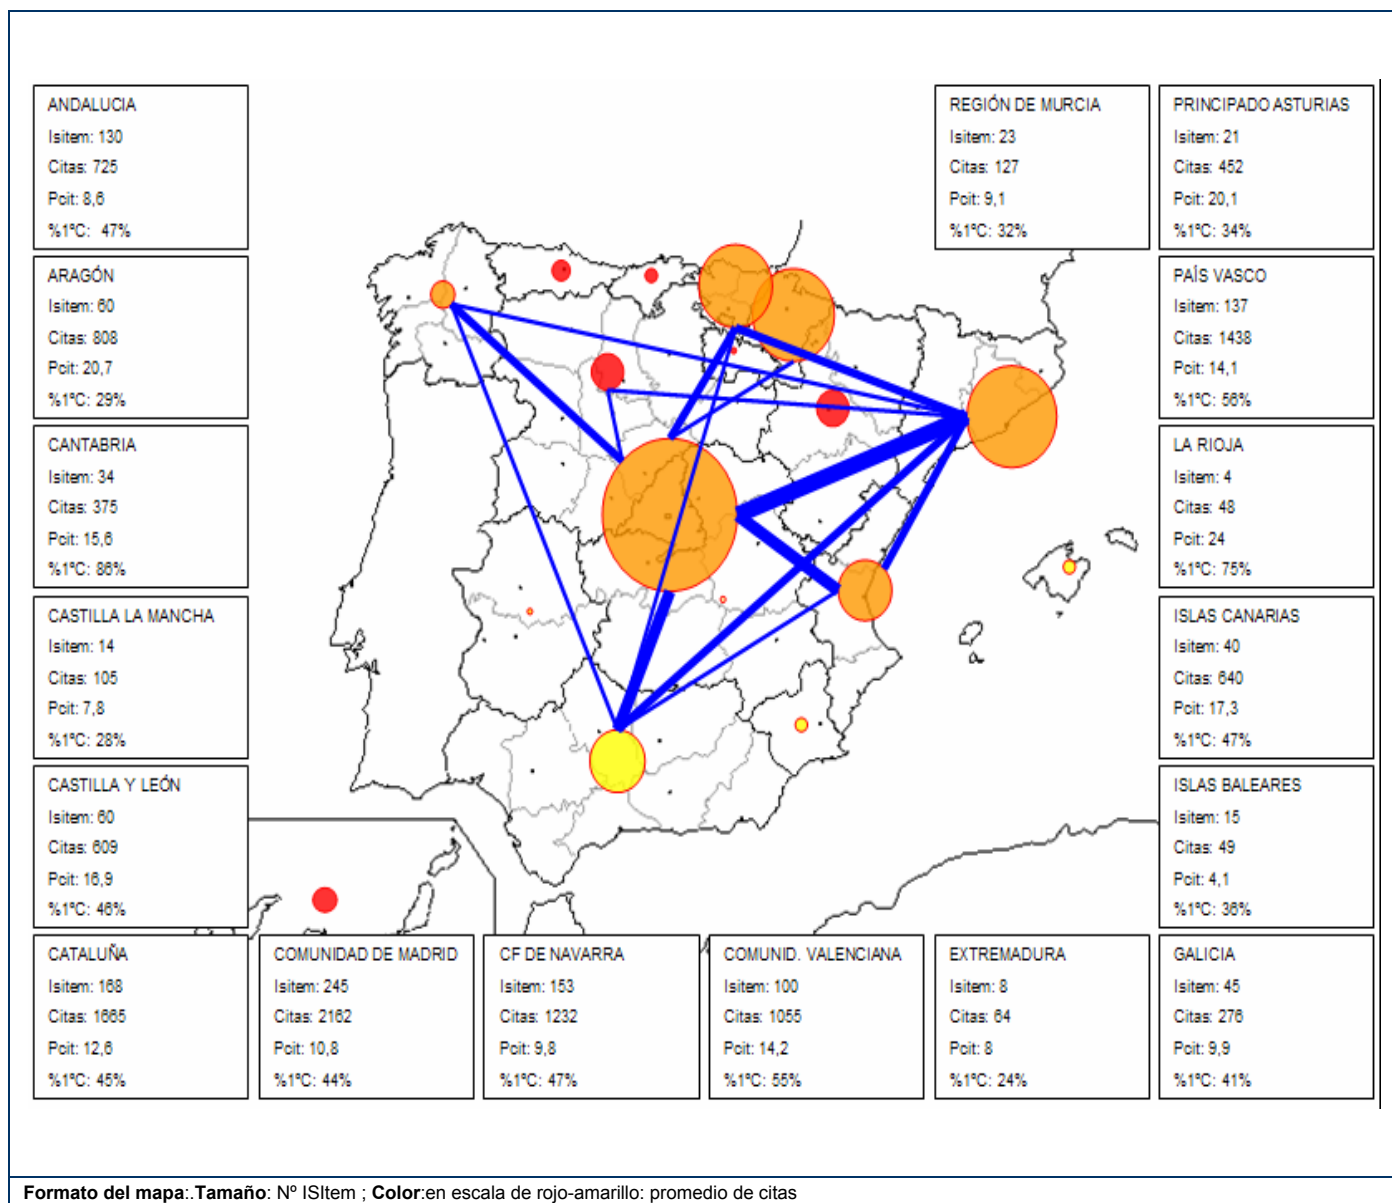 ANDALUCIA
Isitem: 130
Citas: 725
Pcit: 8,6
%1ºC: 47%
ARAGÓN
Isitem: 60
Citas: 808
Pcit: 20,7
%1ºC: 29%
CANTABRIA
Isitem: 34
Citas: 375
Pcit: 15,6
%1ºC: 86%
CASTILLA LA MANCHA
Isitem: 14
Citas: 105
Pcit: 7,8
%1ºC: 28%
CASTILLA Y LEÓN
Isitem: 60
Citas: 609
Pcit: 16,9
%1ºC: 46%
CATALUÑA
Isitem: 168
Citas: 1665
Pcit: 12,6
%1ºC: 45%
COMUNIDAD DE MADRID
Isitem: 245
Citas: 2162
Pcit: 10,8
%1ºC: 44%
CF DE NAVARRA
Isitem: 153
Citas: 1232
Pcit: 9,8
%1ºC: 47%
COMUNID. VALENCIANA
Isitem: 100
Citas: 1055
Pcit: 14,2
%1ºC: 55%
EXTREMADURA
Isitem: 8
Citas: 64
Pcit: 8
%1ºC: 24%
GALICIA
Isitem: 45
Citas: 276
Pcit: 9,9
%1ºC: 41%
REGIÓN DE MURCIA
Isitem: 23
Citas: 127
Pcit: 9,1
%1ºC: 32%
PRINCIPADO ASTURIAS
Isitem: 21
Citas: 452
Pcit: 20,1
%1ºC: 34%
PAÍS VASCO
Isitem: 137
Citas: 1438
Pcit: 14,1
%1ºC: 56%
LA RIOJA
Isitem: 4
Citas: 48
Pcit: 24
%1ºC: 75%
ISLAS CANARIAS
Isitem: 40
Citas: 640
Pcit: 17,3
%1ºC: 47%
ISLAS BALEARES
Isitem: 15
Citas: 49
Pcit: 4,1
%1ºC: 36%
Formato del mapa:.Tamaño: Nº ISItem ; Color:en escala de rojo-amarillo: promedio de citas